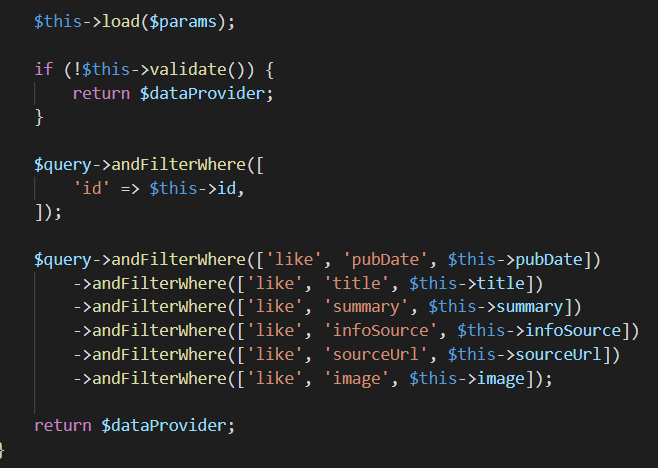 $this->load($params);
if (!$this->validate()) {
return $dataProvider;
}
$query->andFilterWhere([
'id' => $this->id,
]);
$query->andFilterWhere(['like', 'pubDate', $this->pubDate])
->andFilterWhere(['like', 'title', $this->title])
->andFilterWhere(['like', 'summary', $this->summary])
->andFilterWhere(['like', 'infoSource', $this->infoSource])
->andFilterWhere(['like', 'sourceUrl', $this->sourceUrl])
->andFilterWhere(['like', 'image', $this->image]);
return $dataProvider;
}